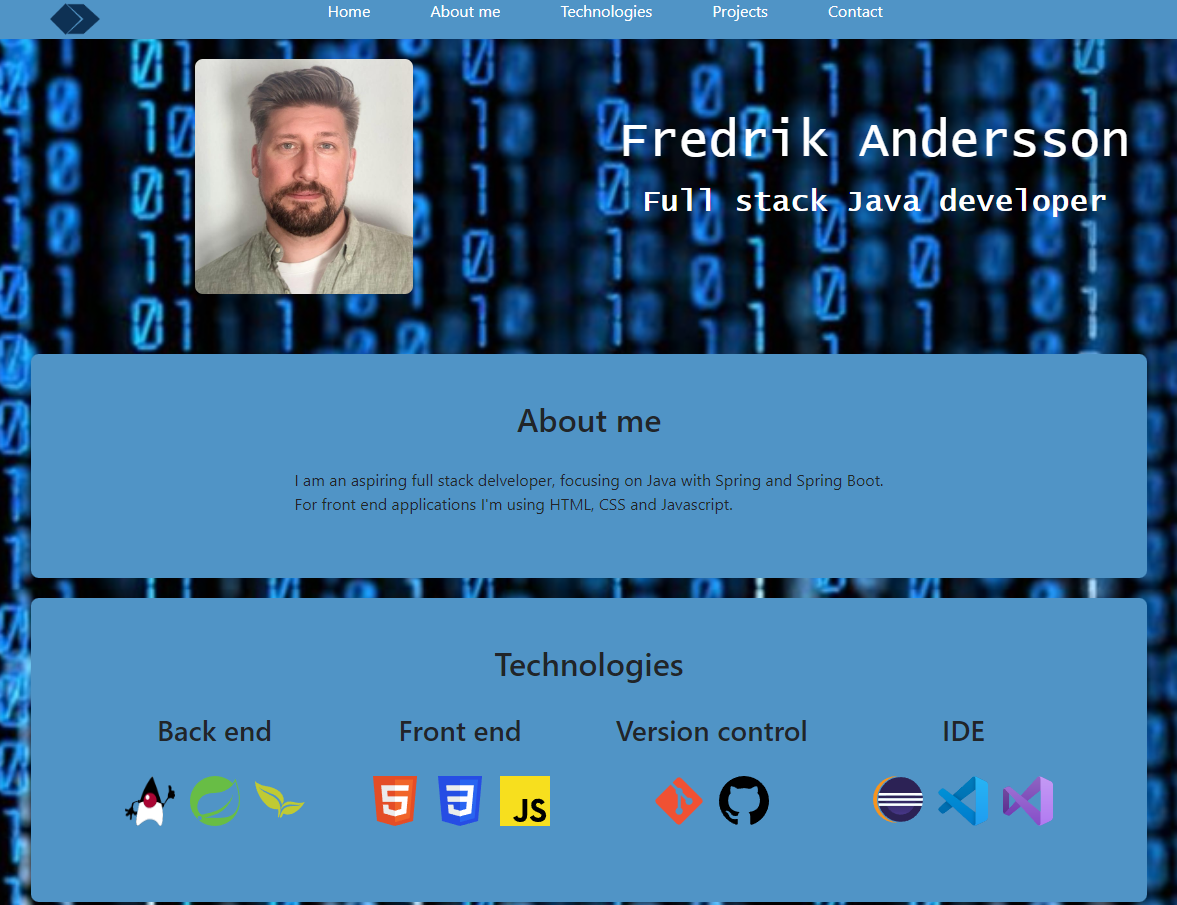 Home About me Technologies Projects Contact
Fredrik Andersson
Full stack Java developer
About me
I am an aspiring full stack delveloper, focusing on Java with Spring and Spring Boot.
For front end applications I'm using HTML, CSS and Javascript.
Technologies
Back end Front end Version control IDE
5 3 JS